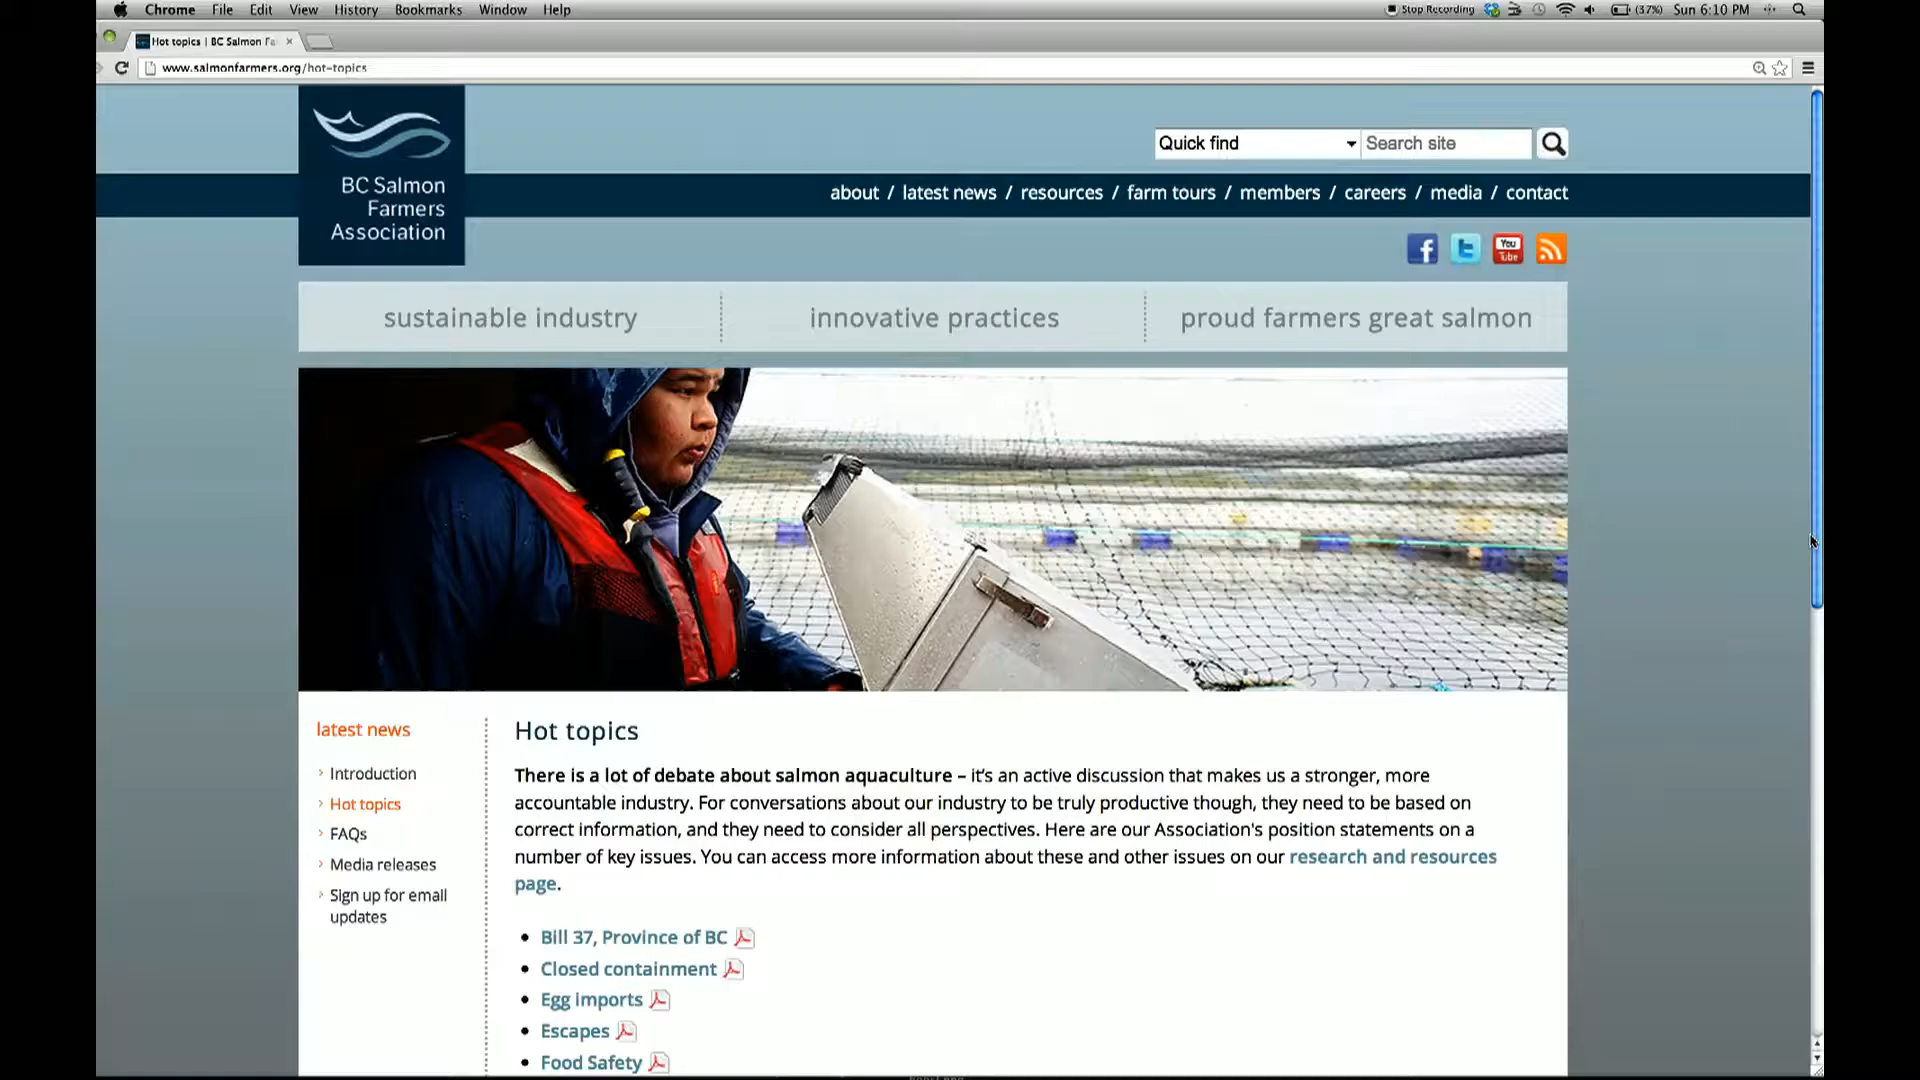 Chrome File Edit View History Bookmarks Window Help Stop Recording (37%) Sun 6:10 PM
Hot topics | BC Salmon Fa
www.salmonfarmers.org/hot-topics
BC Salmon
Farmers
Association
Quick find Search site
about / latest news / resources / farm tours / members / careers / media / contact
You
Tube
sustainable industry innovative practices proud farmers great salmon
latest news
Introduction
Hot topics
FAQs
Media releases
Sign up for email
updates
Hot topics
There is a lot of debate about salmon aquaculture – it's an active discussion that makes us a stronger, more
accountable industry. For conversations about our industry to be truly productive though, they need to be based on
correct information, and they need to consider all perspectives. Here are our Association's position statements on a
number of key issues. You can access more information about these and other issues on our research and resources
page.
• Bill 37, Province of BC
• Closed containment
• Egg imports
• Escapes
• Food Safety